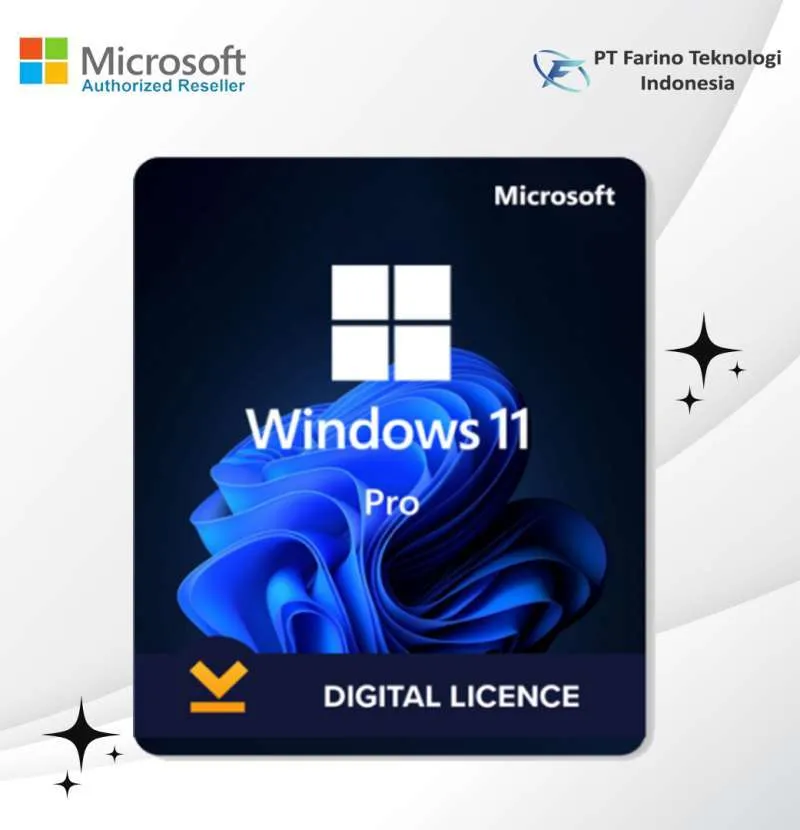 Microsoft
Authorized Reseller
PT Farino Teknologi
Indonesia
Microsoft
Windows 11
Pro
DIGITAL LICENCE